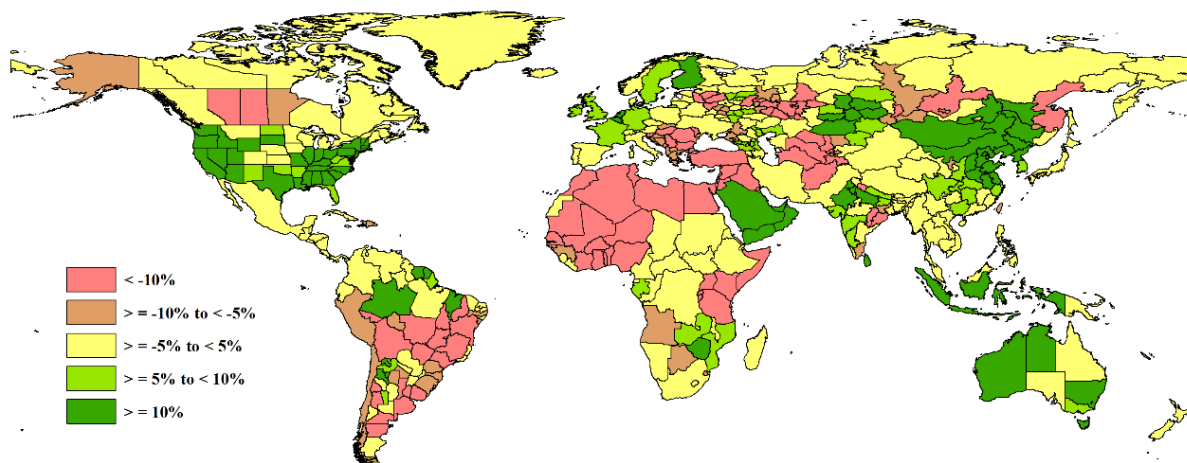 < -10%
> = -10% to < -5%
> = -5% to < 5%
> = 5% to < 10%
> = 10%